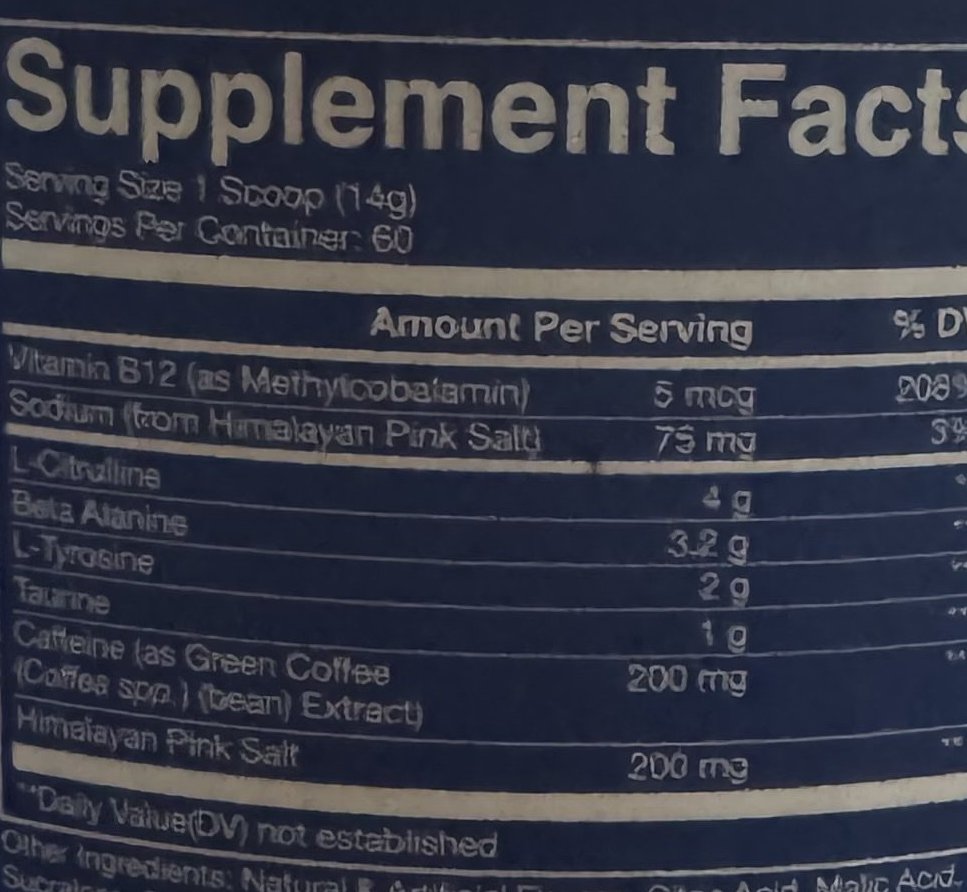 Supplement Facts
Serving Size 1 Scoop (14g)
Servings Per Container: 60
Amount Per Serving % D
Vitamin B12 (as Methylcobalamin) 5 mcg 208%
Sodium (from Himalayan Pink Salt) 75 mg 3%
L-Citrulline 4 g
Beta Alanine 3.2 g
L-Tyrosine 2 g
Taurine 1 g
Caffeine (as Green Coffee 200 mg
(Coffea spp.) (bean) Extract)
Himalayan Pink Salt 200 mg
**Daily Value(DV) not established
Other Ingredients: Natural & Malic Acid,